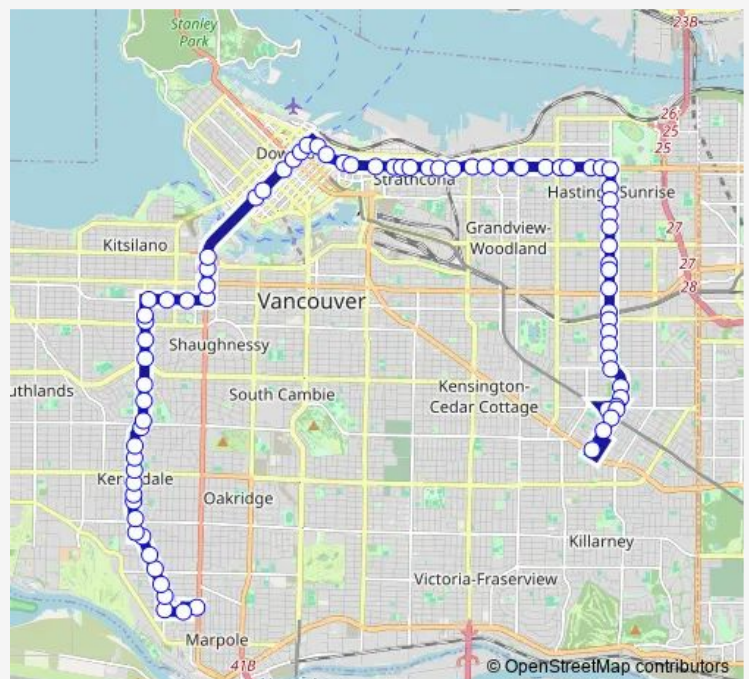 Stanley
Park
23B
26
25
25
Dow
Strathcona
Hastings Sunrise
Kitsilano
Grandview-
Woodland
27
27
28
Vancouver
Shaughnessy
uthlands
South Cambie
Kensington-
Cedar Cottage
Ker dale
Oakridge
Killarney
Victoria-Fraserview
Marpole
41B
© OpenStreetMap contributors